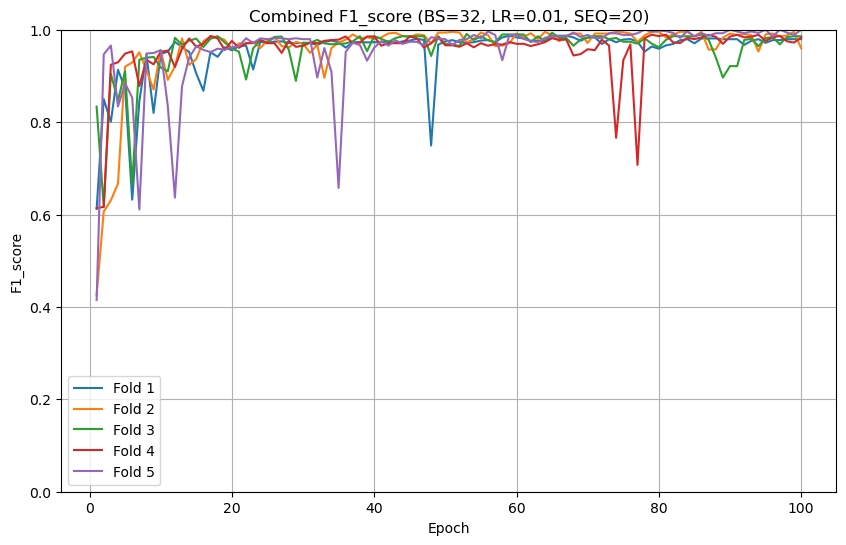 Combined F1_score (BS=32, LR=0.01, SEQ=20)
F1_score
1.0
0.8
0.6
0.4
0.2
0.0
Fold 1
Fold 2
Fold 3
Fold 4
Fold 5
0 20 40 60 80 100
Epoch